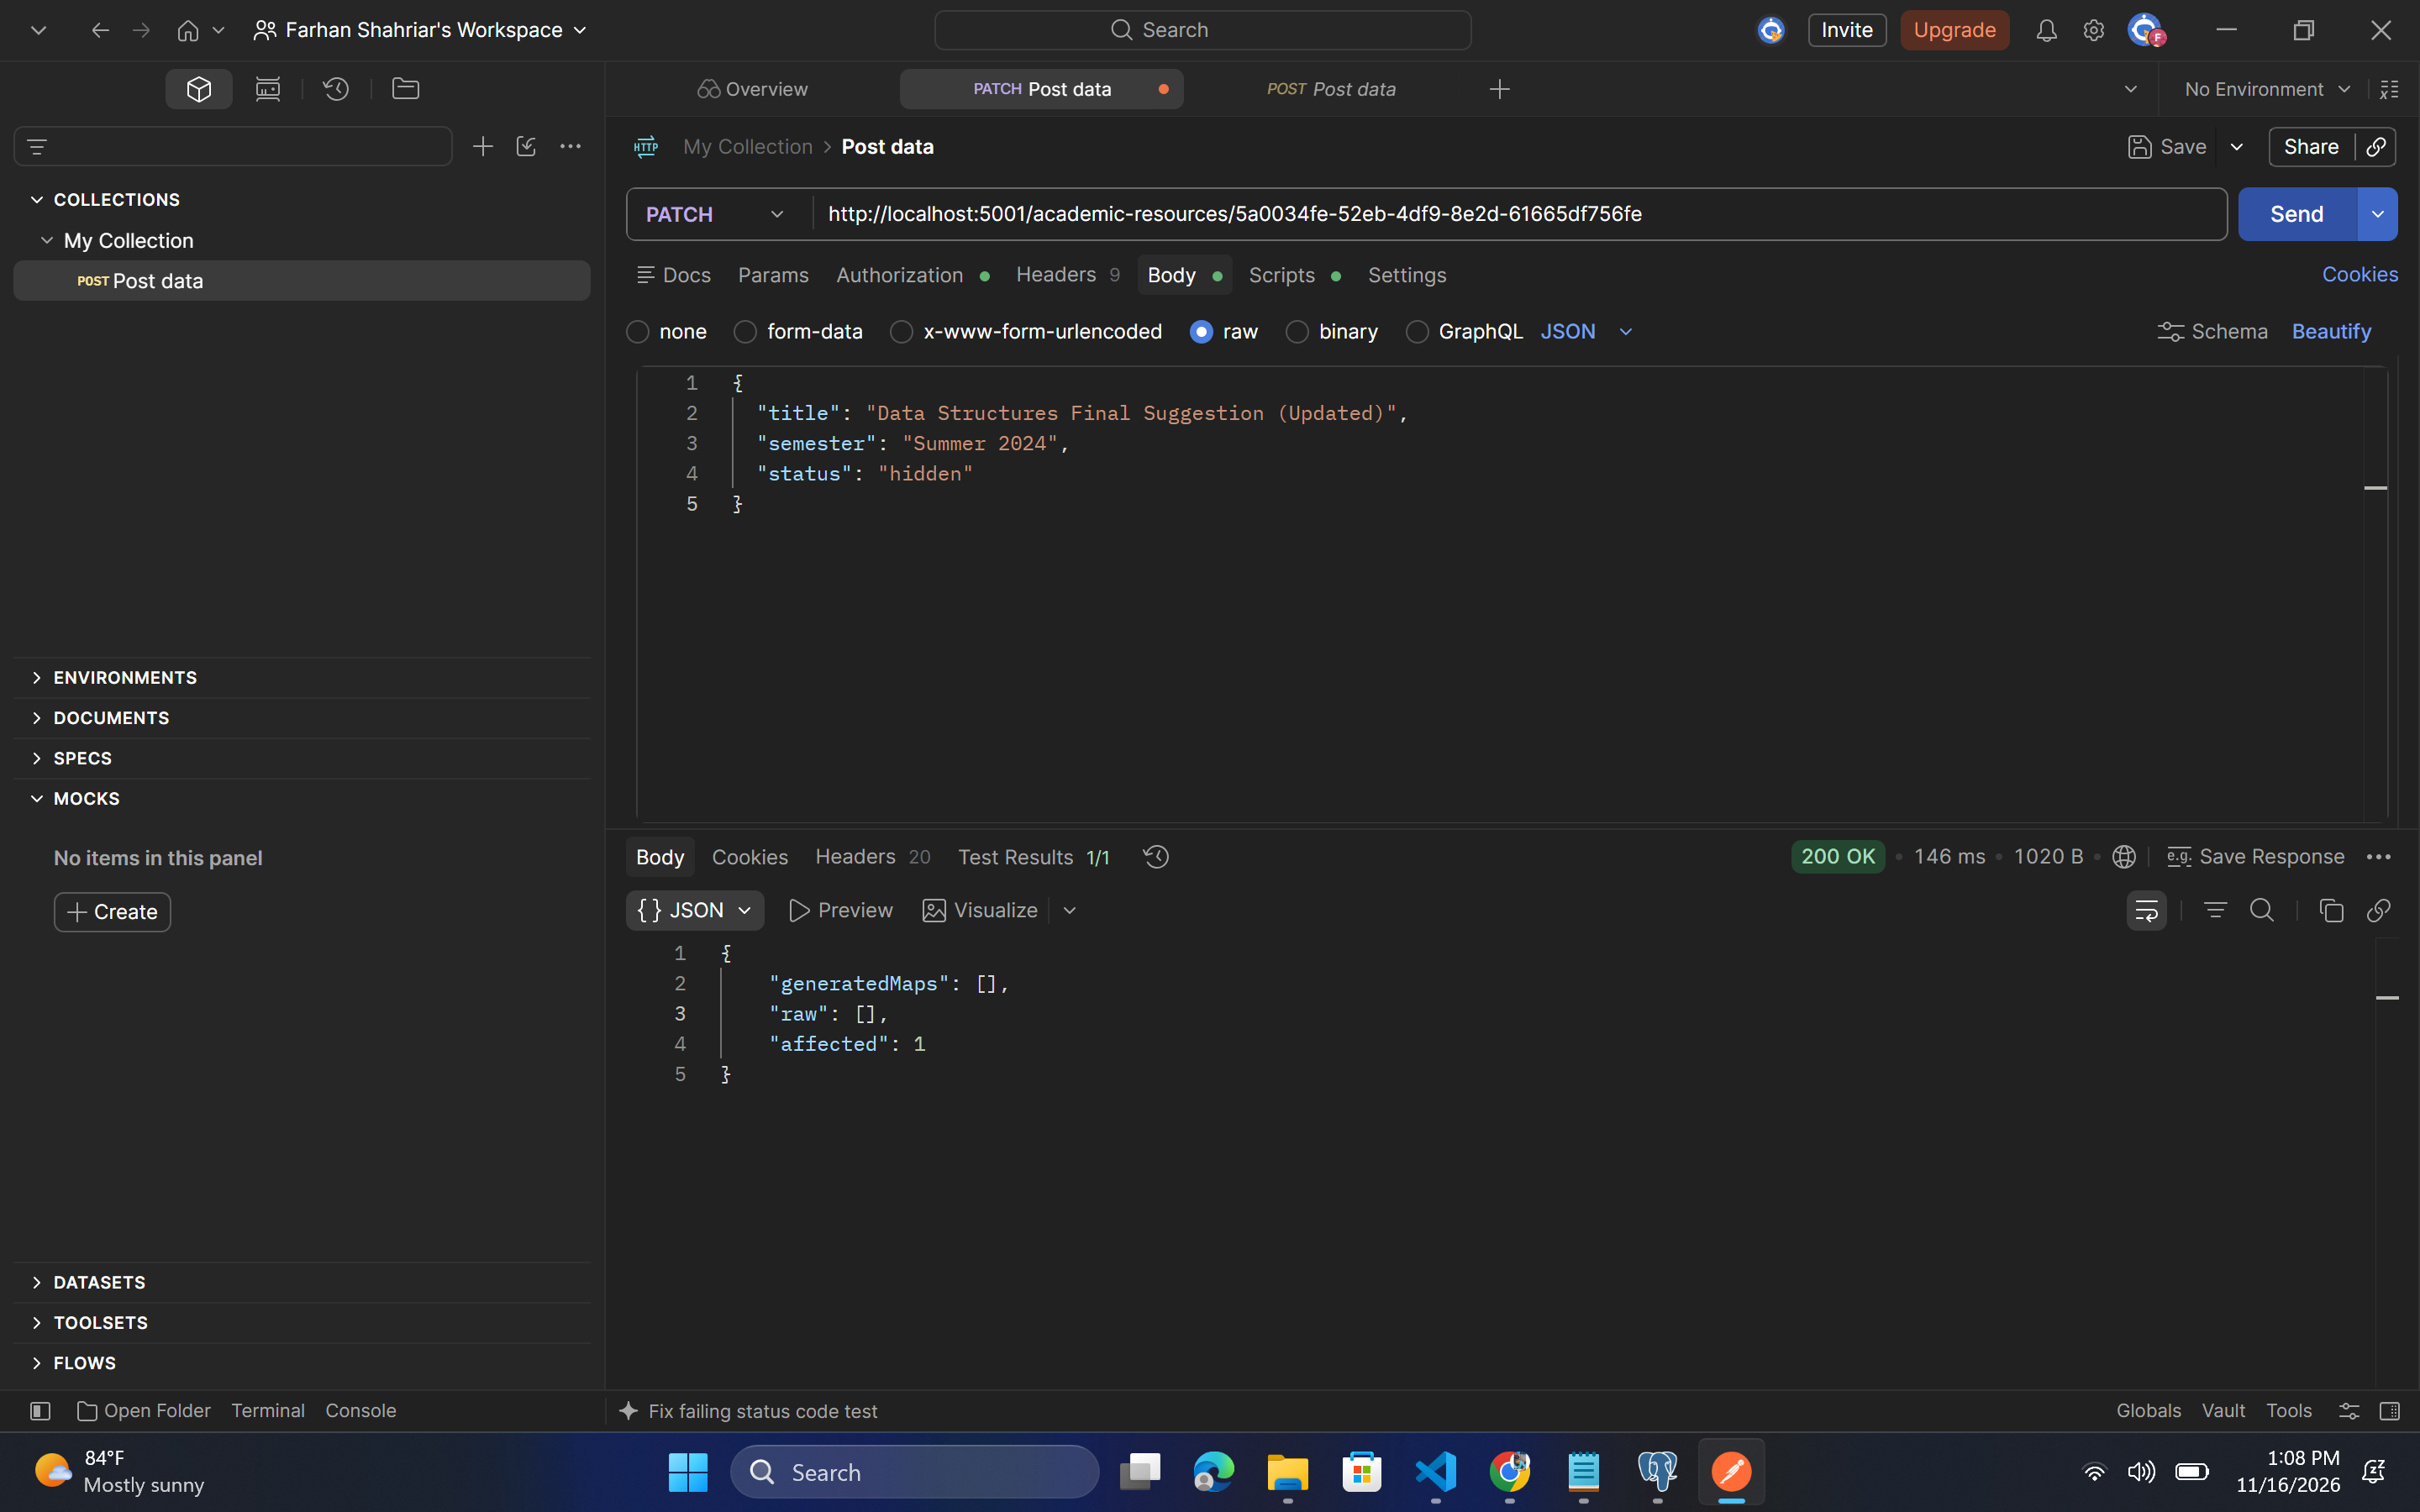 Farhan Shahriar's Workspace
Search
Invite
Upgrade
F
Overview
PATCH Post data
POST Post data
No Environment
HTTP
My Collection > Post data
Save
Share
COLLECTIONS
My Collection
POST Post data
PATCH
http://localhost:5001/academic-resources/5a0034fe-52eb-4df9-8e2d-61665df756fe
Send
Docs
Params
Authorization
Headers 9
Body
Scripts
Settings
Cookies
none
form-data
x-www-form-urlencoded
raw
binary
GraphQL
JSON
Schema
Beautify
1 {
2 "title": "Data Structures Final Suggestion (Updated)",
3 "semester": "Summer 2024",
4 "status": "hidden"
5 }
ENVIRONMENTS
DOCUMENTS
SPECS
MOCKS
No items in this panel
Create
DATASETS
TOOLSETS
FLOWS
Body
Cookies
Headers 20
Test Results 1/1
200 OK
146 ms
1020 B
e.g. Save Response
{} JSON
Preview
Visualize
1 {
2 "generatedMaps": [],
3 "raw": [],
4 "affected": 1
5 }
Open Folder
Terminal
Console
Fix failing status code test
Globals
Vault
Tools
84°F
Mostly sunny
Search
1:08 PM
11/16/2026